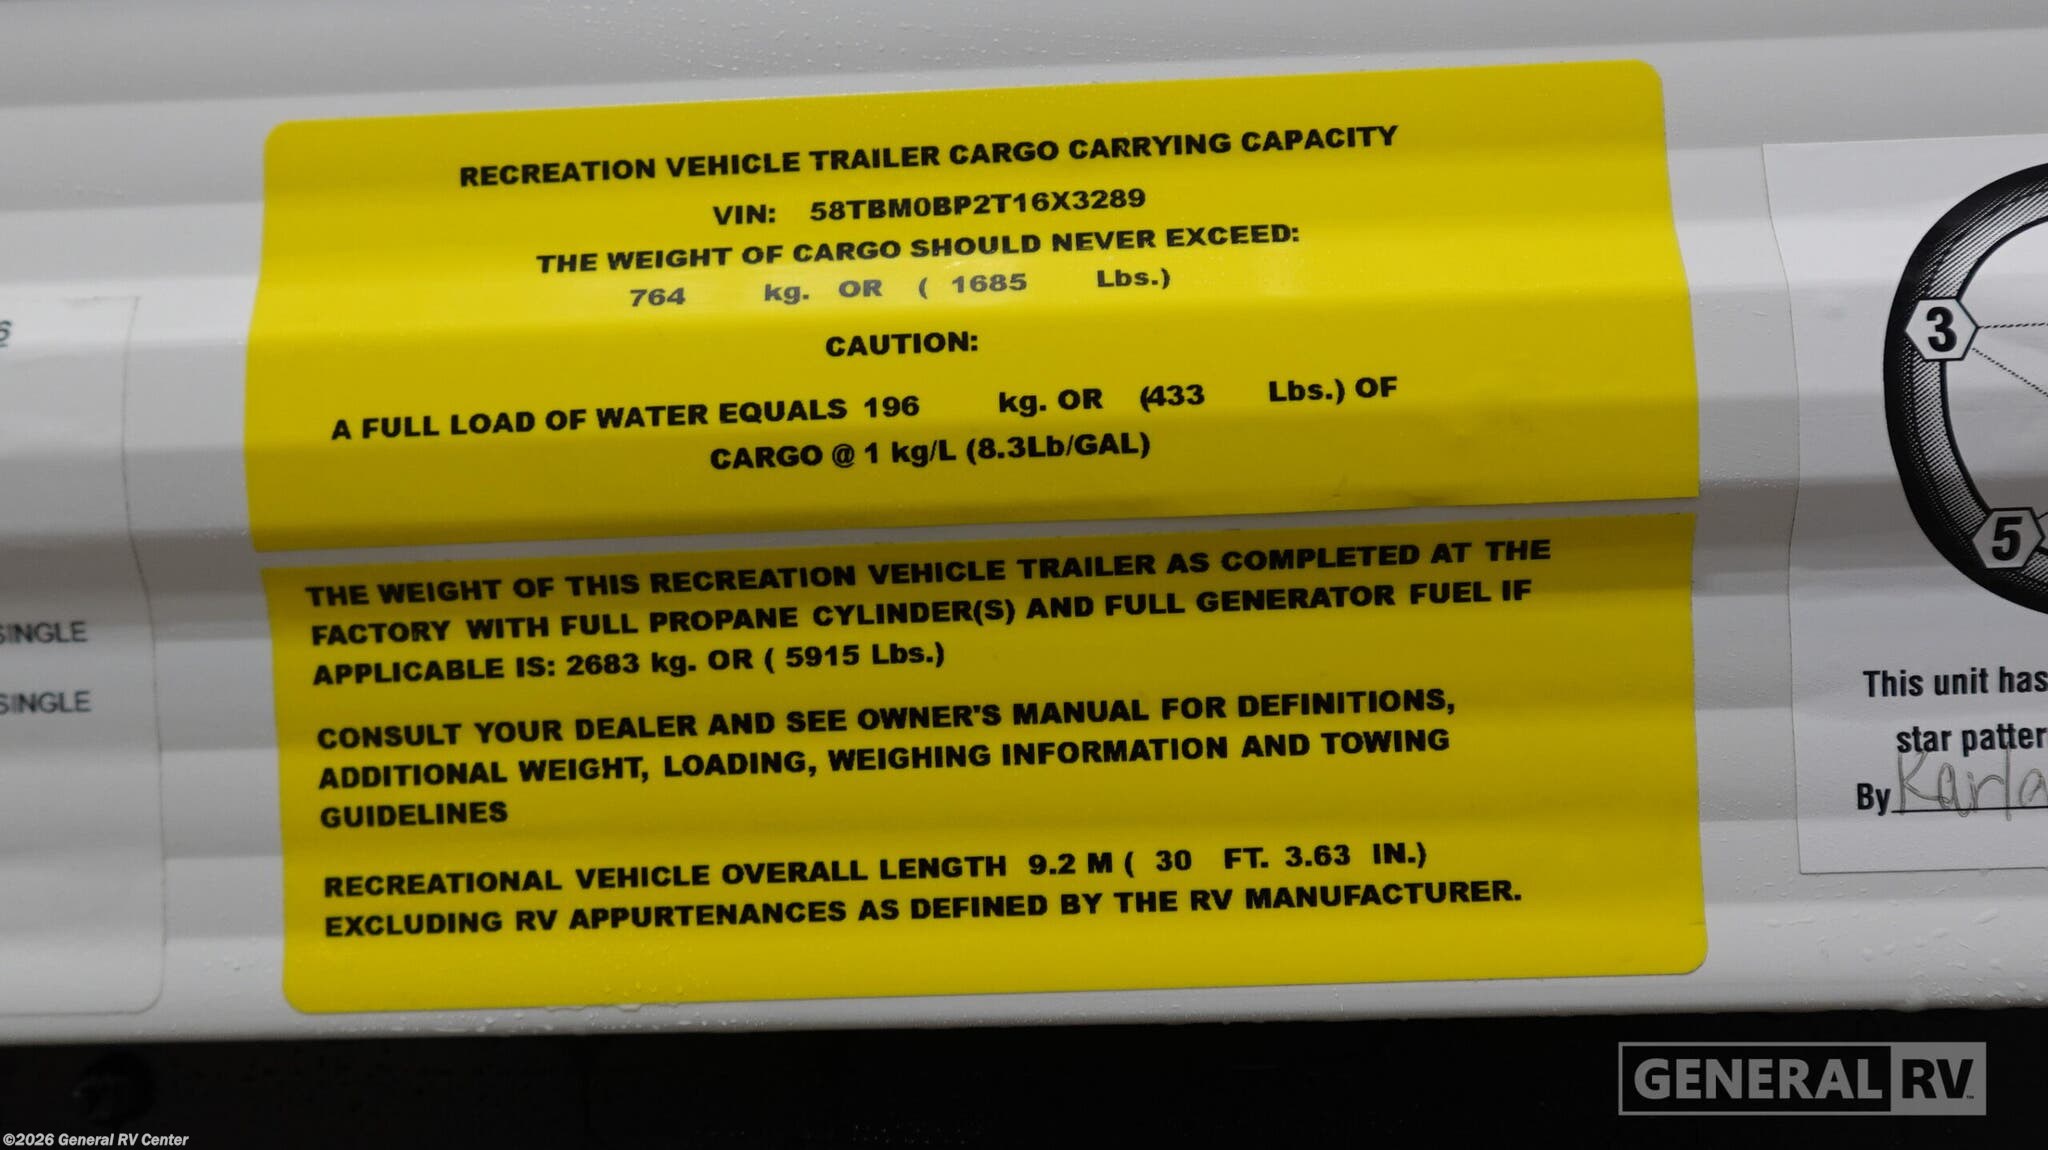 RECREATION VEHICLE TRAILER CARGO CARRYING CAPACITY
VIN: 58TBM0BP2T16X3289
THE WEIGHT OF CARGO SHOULD NEVER EXCEED:
764 kg. OR ( 1685 Lbs.)
CAUTION:
A FULL LOAD OF WATER EQUALS 196 kg. OR (433 Lbs.) OF
CARGO @ 1 kg/L (8.3Lb/GAL)
THE WEIGHT OF THIS RECREATION VEHICLE TRAILER AS COMPLETED AT THE
FACTORY WITH FULL PROPANE CYLINDER(S) AND FULL GENERATOR FUEL IF
APPLICABLE IS: 2683 kg. OR ( 5915 Lbs.)
CONSULT YOUR DEALER AND SEE OWNER'S MANUAL FOR DEFINITIONS,
ADDITIONAL WEIGHT, LOADING, WEIGHING INFORMATION AND TOWING
GUIDELINES
RECREATIONAL VEHICLE OVERALL LENGTH 9.2 M ( 30 FT. 3.63 IN.)
EXCLUDING RV APPURTENANCES AS DEFINED BY THE RV MANUFACTURER.
SINGLE
SINGLE
3
5
This unit has
star patter
By Karla
GENERAL RV
©2026 General RV Center